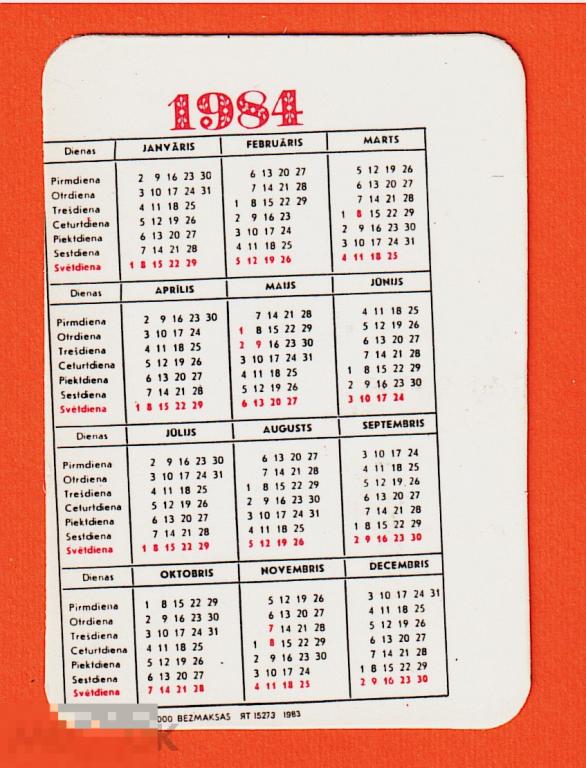 1984
Dienas JANVĀRIS FEBRUĀRIS MARTS
Pirmdiena 2 9 16 23 30 6 13 20 27 5 12 19 26
Otrdiena 3 10 17 24 31 7 14 21 28 6 13 20 27
Trešdiena 4 11 18 25 1 8 15 22 29 7 14 21 28
Ceturtdiena 5 12 19 26 2 9 16 23 1 8 15 22 29
Piektdiena 6 13 20 27 3 10 17 24 2 9 16 23 30
Sestdiena 7 14 21 28 4 11 18 25 3 10 17 24 31
Svētdiena 1 8 15 22 29 5 12 19 26 4 11 18 25
Dienas APRĪLIS MAIJS JŪNIJS
Pirmdiena 2 9 16 23 30 7 14 21 28 4 11 18 25
Otrdiena 3 10 17 24 1 8 15 22 29 5 12 19 26
Trešdiena 4 11 18 25 2 9 16 23 30 6 13 20 27
Ceturtdiena 5 12 19 26 3 10 17 24 31 7 14 21 28
Piektdiena 6 13 20 27 4 11 18 25 1 8 15 22 29
Sestdiena 7 14 21 28 5 12 19 26 2 9 16 23 30
Svētdiena 1 8 15 22 29 6 13 20 27 3 10 17 24
Dienas JŪLIJS AUGUSTS SEPTEMBRIS
Pirmdiena 2 9 16 23 30 6 13 20 27 3 10 17 24
Otrdiena 3 10 17 24 31 7 14 21 28 4 11 18 25
Trešdiena 4 11 18 25 1 8 15 22 29 5 12 19 26
Ceturtdiena 5 12 19 26 2 9 16 23 30 6 13 20 27
Piektdiena 6 13 20 27 3 10 17 24 31 7 14 21 28
Sestdiena 7 14 21 28 4 11 18 25 1 8 15 22 29
Svētdiena 1 8 15 22 29 5 12 19 26 2 9 16 23 30
Dienas OKTOBRIS NOVEMBRIS DECEMBRIS
Pirmdiena 1 8 15 22 29 5 12 19 26 3 10 17 24 31
Otrdiena 2 9 16 23 30 6 13 20 27 4 11 18 25
Trešdiena 3 10 17 24 31 7 14 21 28 5 12 19 26
Ceturtdiena 4 11 18 25 1 8 15 22 29 6 13 20 27
Piektdiena 5 12 19 26 2 9 16 23 30 7 14 21 28
Sestdiena 6 13 20 27 3 10 17 24 1 8 15 22 29
Svētdiena 7 14 21 28 4 11 18 25 2 9 16 23 30
000 BEZMAKSAS ЯТ 15273 1983